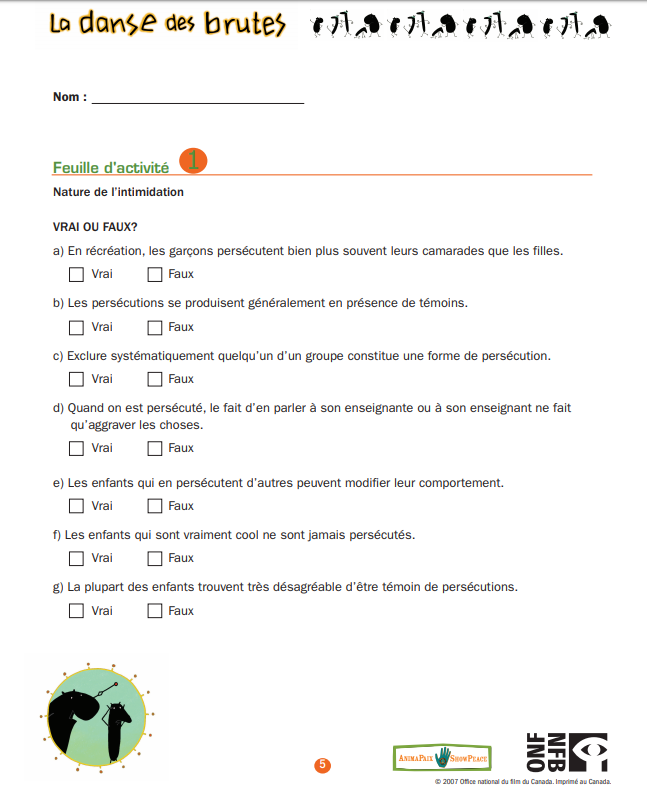 La danse des brutes
Nom :
Feuille d'activité 1
Nature de l'intimidation
VRAI OU FAUX?
a) En récréation, les garçons persécutent bien plus souvent leurs camarades que les filles.
Vrai Faux
b) Les persécutions se produisent généralement en présence de témoins.
Vrai Faux
c) Exclure systématiquement quelqu'un d'un groupe constitue une forme de persécution.
Vrai Faux
d) Quand on est persécuté, le fait d'en parler à son enseignante ou à son enseignant ne fait
qu'aggraver les choses.
Vrai Faux
e) Les enfants qui en persécutent d'autres peuvent modifier leur comportement.
Vrai Faux
f) Les enfants qui sont vraiment cool ne sont jamais persécutés.
Vrai Faux
g) La plupart des enfants trouvent très désagréable d'être témoin de persécutions.
Vrai Faux
5
ANIMAPAIX SHOWPEACE
ONF
NFB
© 2007 Office national du film du Canada. Imprimé au Canada.